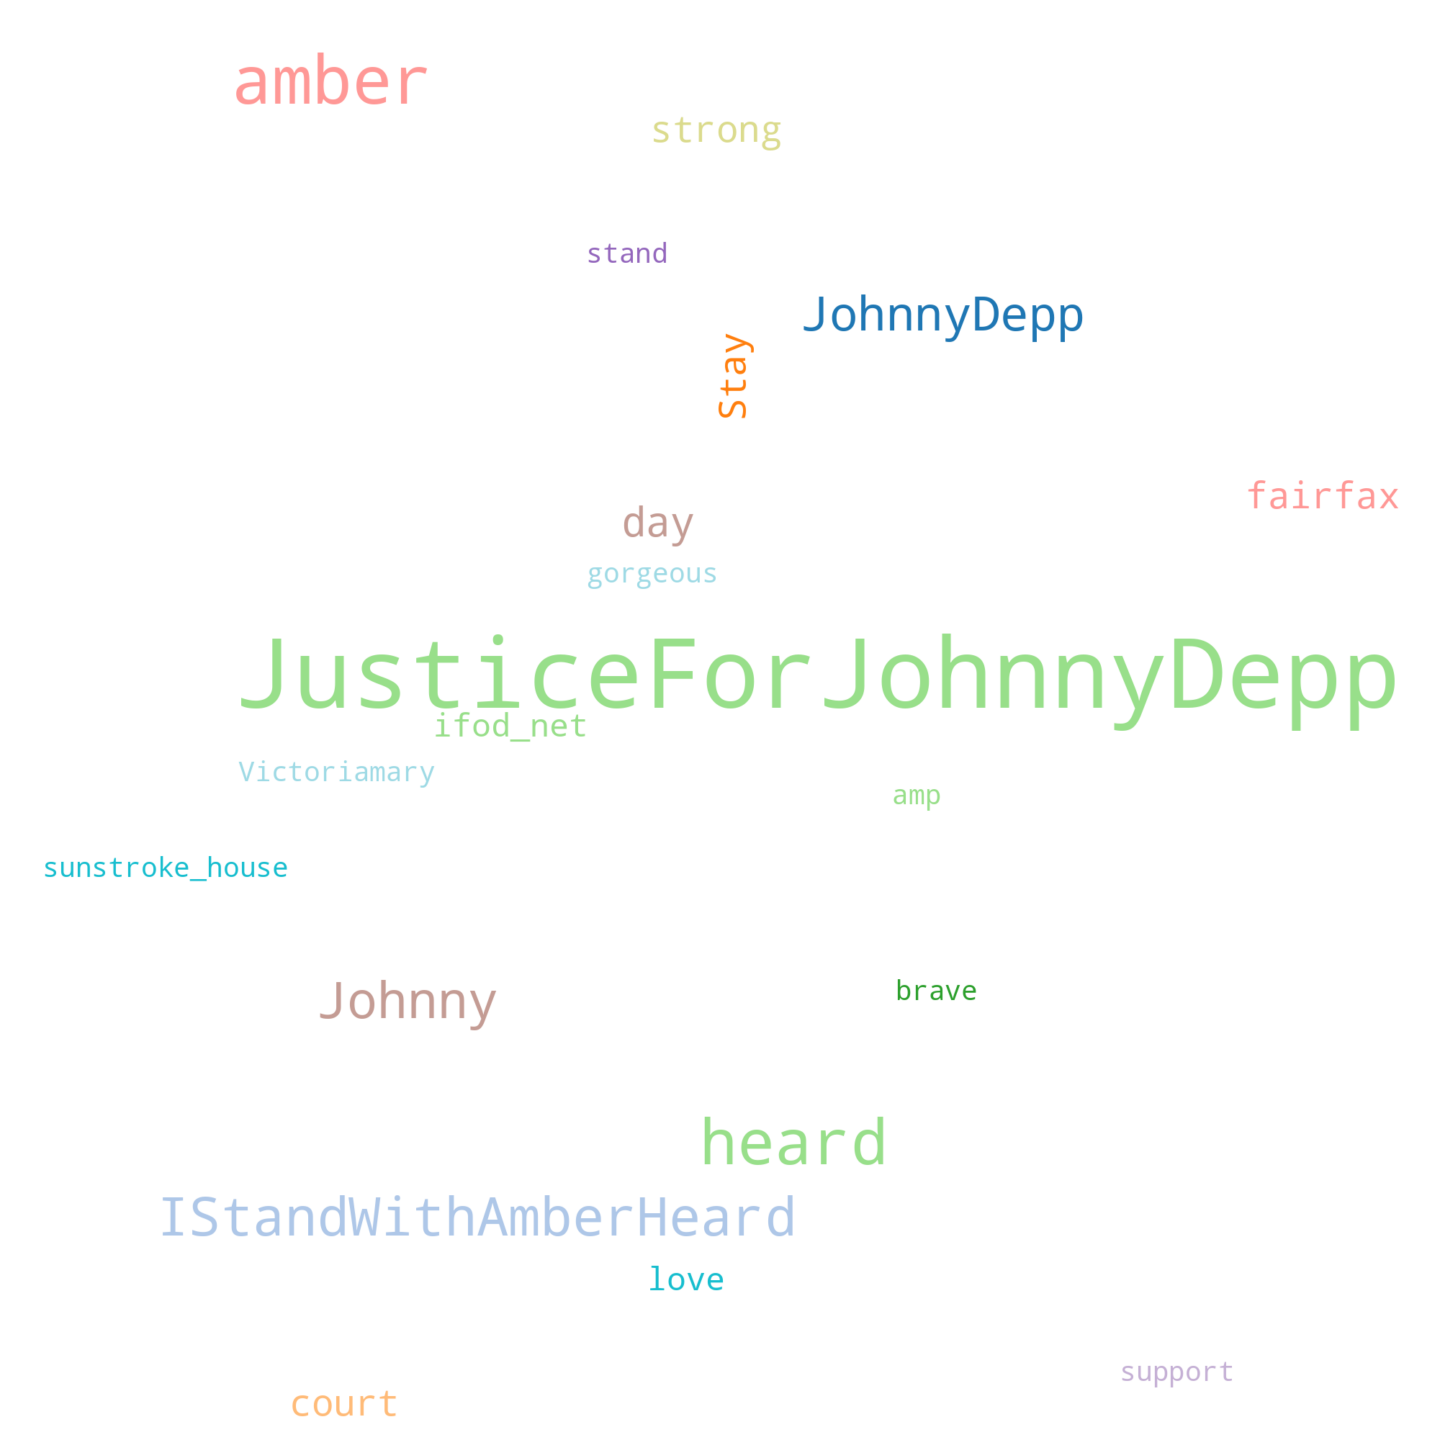 amber
strong
stand
JohnnyDepp
Stay
fairfax
day
gorgeous
JusticeForJohnnyDepp
ifod_net
Victoriamary
amp
sunstroke_house
Johnny
brave
heard
IStandWithAmberHeard
love
support
court